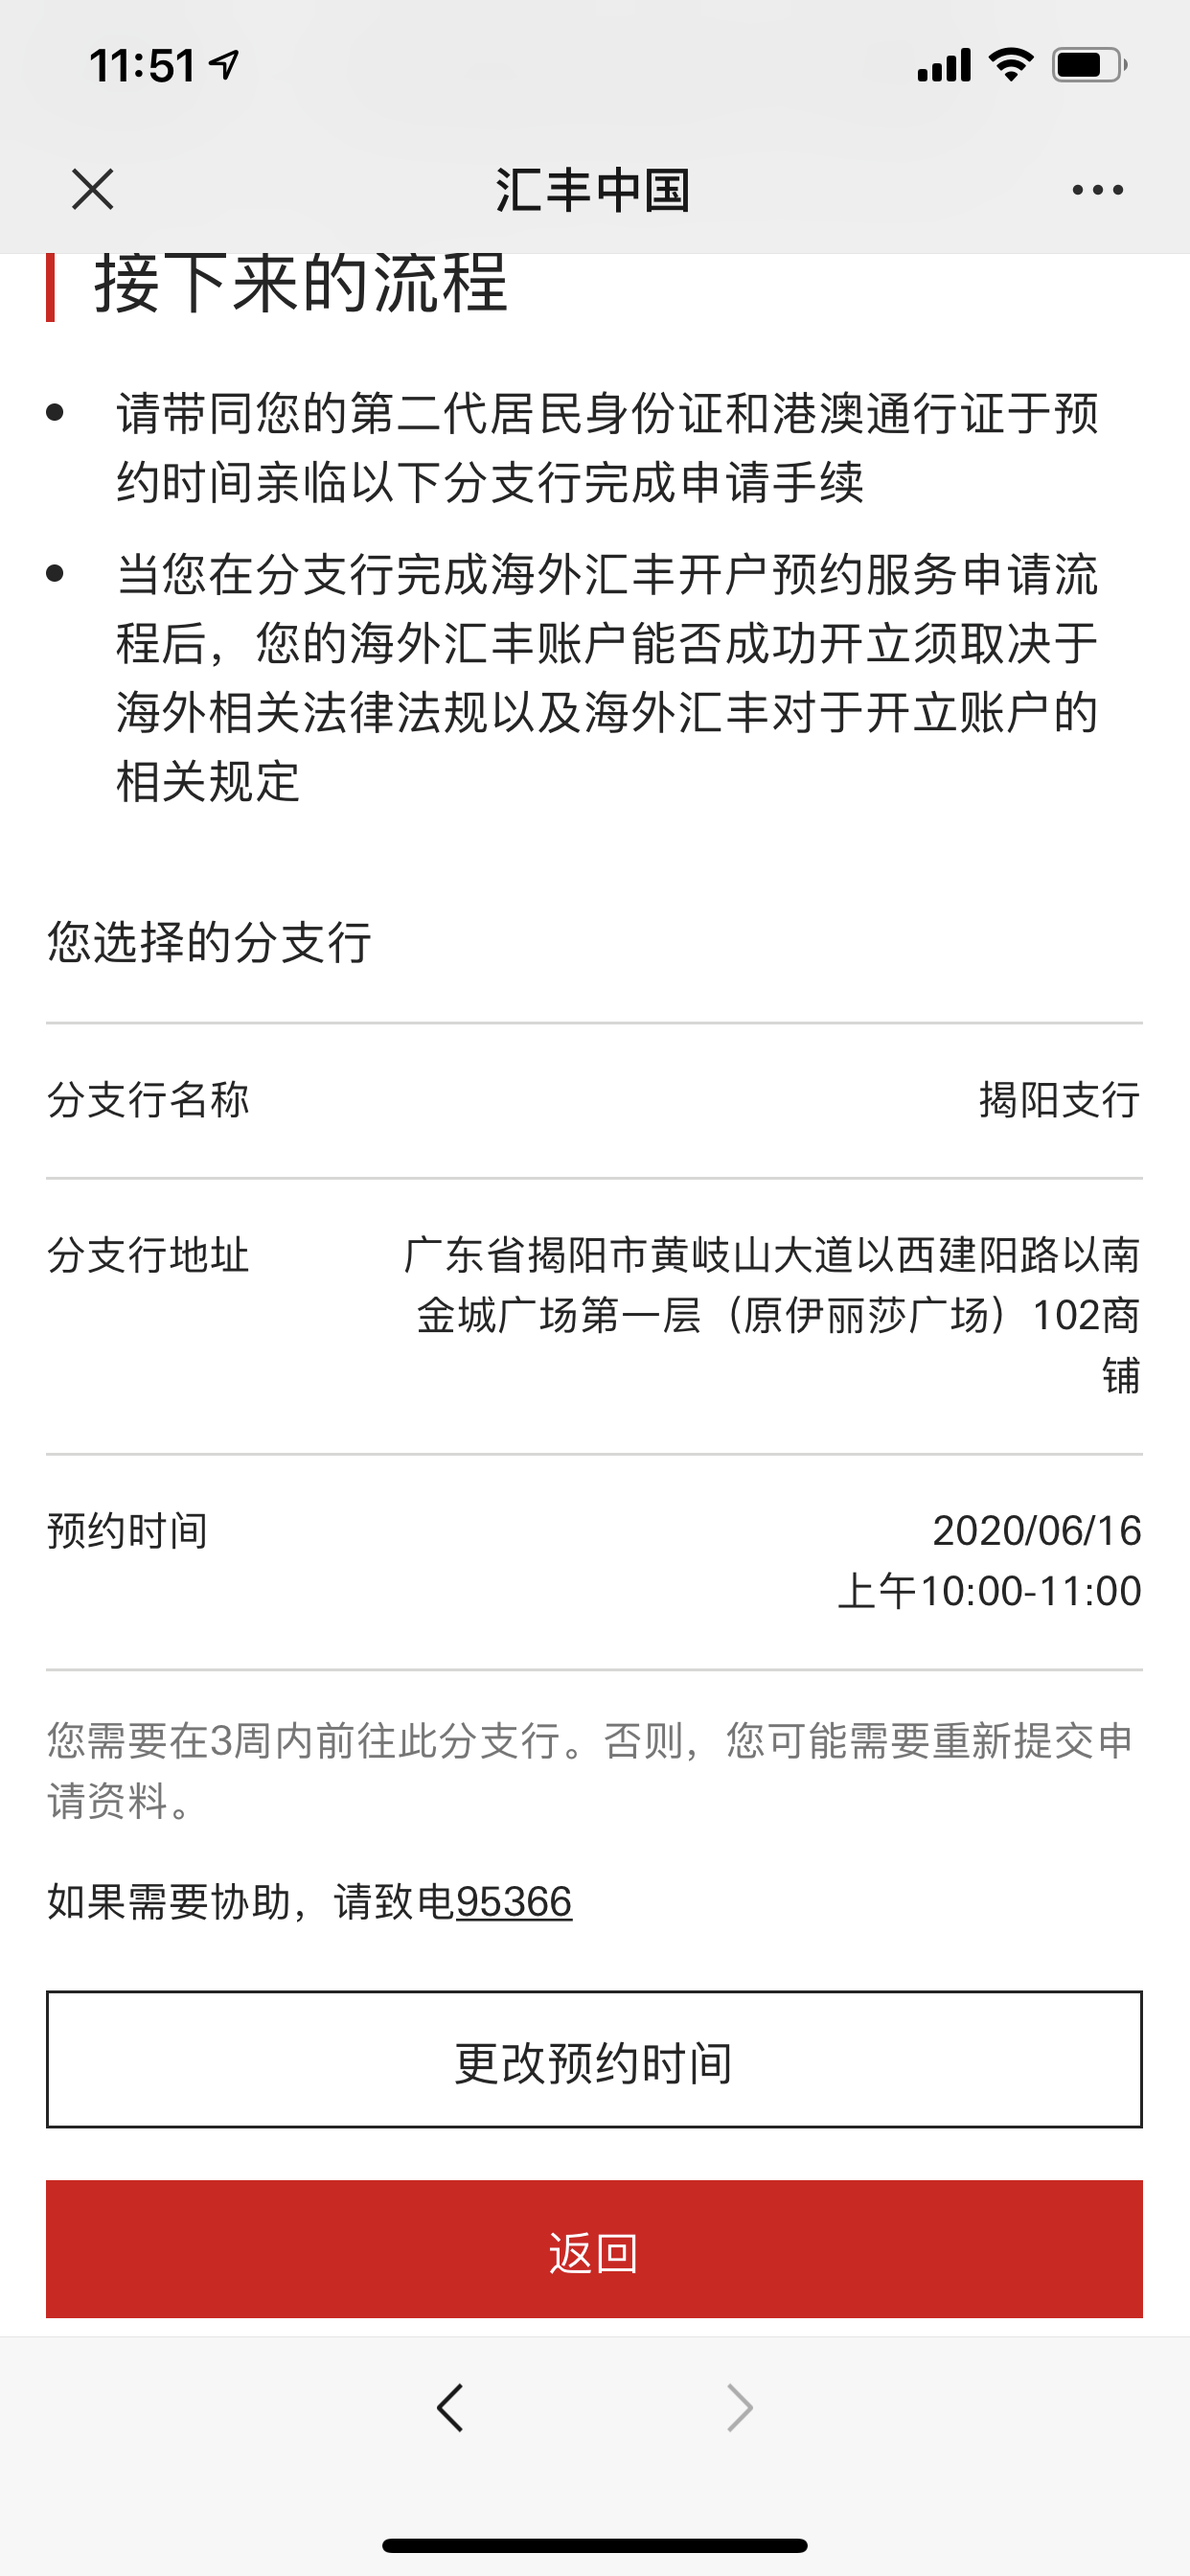 11:51
汇丰中国
接下来的流程
请带同您的第二代居民身份证和港澳通行证于预
约时间亲临以下分支行完成申请手续
当您在分支行完成海外汇丰开户预约服务申请流
程后，您的海外汇丰账户能否成功开立须取决于
海外相关法律法规以及海外汇丰对于开立账户的
相关规定
您选择的分支行
分支行名称 揭阳支行
分支行地址 广东省揭阳市黄岐山大道以西建阳路以南
金城广场第一层（原伊丽莎广场）102商
铺
预约时间 2020/06/16
上午10:00-11:00
您需要在3周内前往此分支行。否则，您可能需要重新提交申
请资料。
如果需要协助，请致电95366
更改预约时间
返回